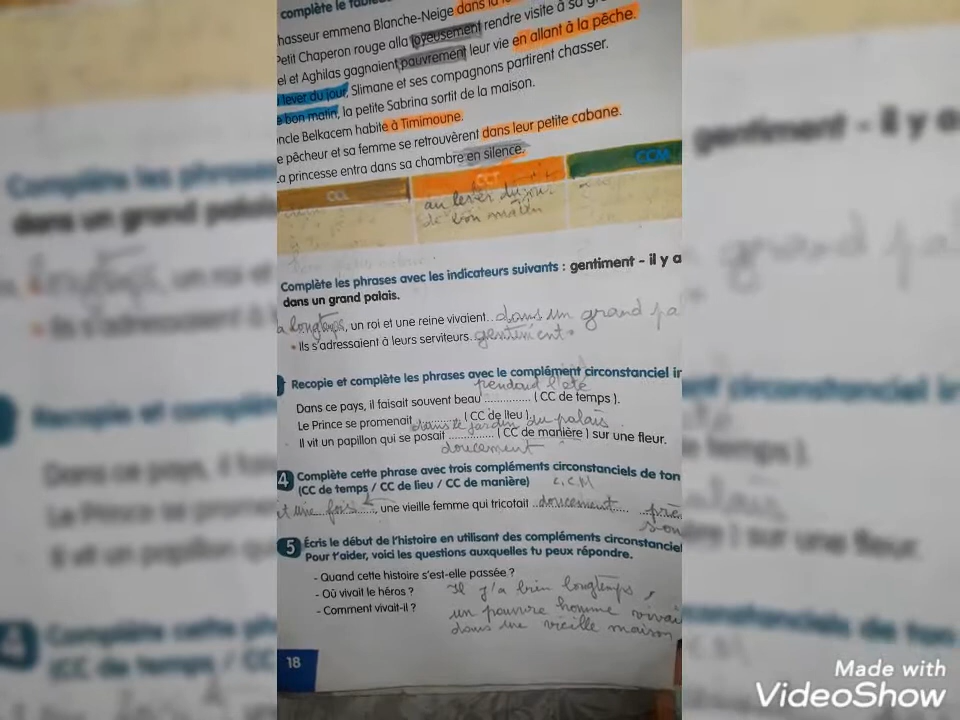 complète le
hasseur emmena Blanche-Neige dans la
Petit Chaperon rouge alla joyeusement rendre visite à sa
el et Aghilas gagnaient pauvrement leur vie en allant à la pêche.
lever du jour, Slimane et ses compagnons partirent chasser.
bon matin, la petite Sabrina sortit de la maison.
ncle Belkacem habite à Timimoune.
e pêcheur et sa femme se retrouvèrent dans leur petite cabane.
a princesse entra dans sa chambre en silence.
CCL CCT CCM
au lever du jour
de bon matin
Complète les phrases avec les indicateurs suivants : gentiment - il y a
dans un grand palais.
a longtemps, un roi et une reine vivaient.. dans un grand pa
• Ils s'adressaient à leurs serviteurs. gentiment.
Recopie et complète les phrases avec le complément circonstanciel in
pendant l'été
Dans ce pays, il faisait souvent beau ............... ( CC de temps ).
Le Prince se promenait ............ ( CC de lieu ).
dans le jardin du palais
Il vit un papillon qui se posait .............. ( CC de manière ) sur une fleur.
doucement
4 Complète cette phrase avec trois compléments circonstanciels de ton
(CC de temps / CC de lieu / CC de manière) C.C.M
t une fois, une vieille femme qui tricotait doucement
5 Écris le début de l'histoire en utilisant des compléments circonstanciel
Pour t'aider, voici les questions auxquelles tu peux répondre.
- Quand cette histoire s'est-elle passée ?
- Où vivait le héros ?
- Comment vivait-il ?
Il y'a bien longtemps,
un pauvre homme vivai
dans une vieille maison
18
Made with
VideoShow